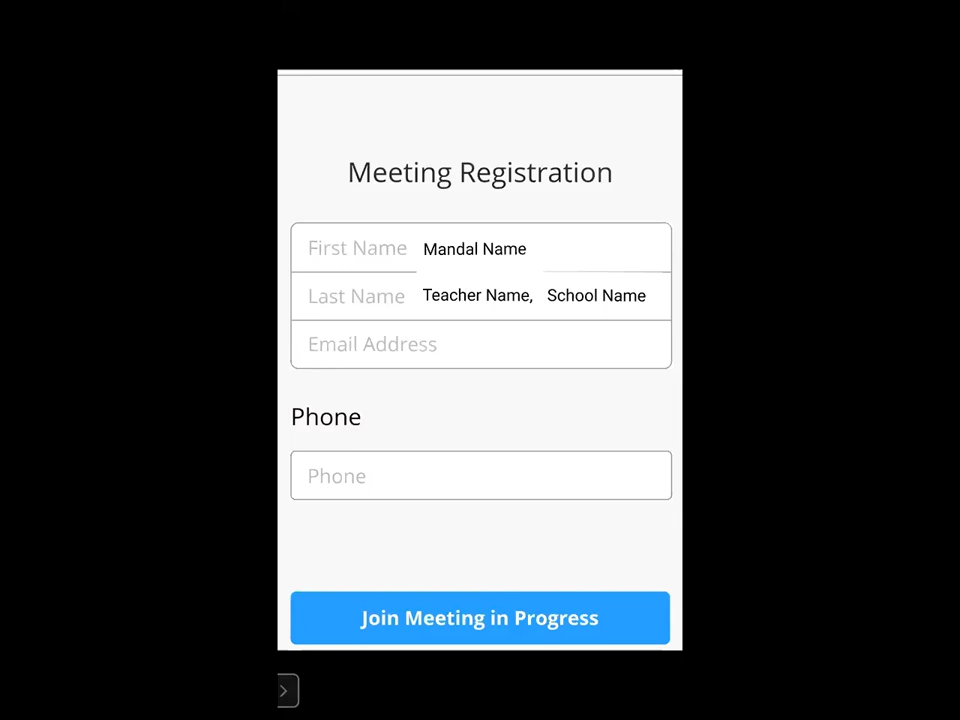 Meeting Registration
First Name Mandal Name
Last Name Teacher Name, School Name
Email Address
Phone
Phone
Join Meeting in Progress